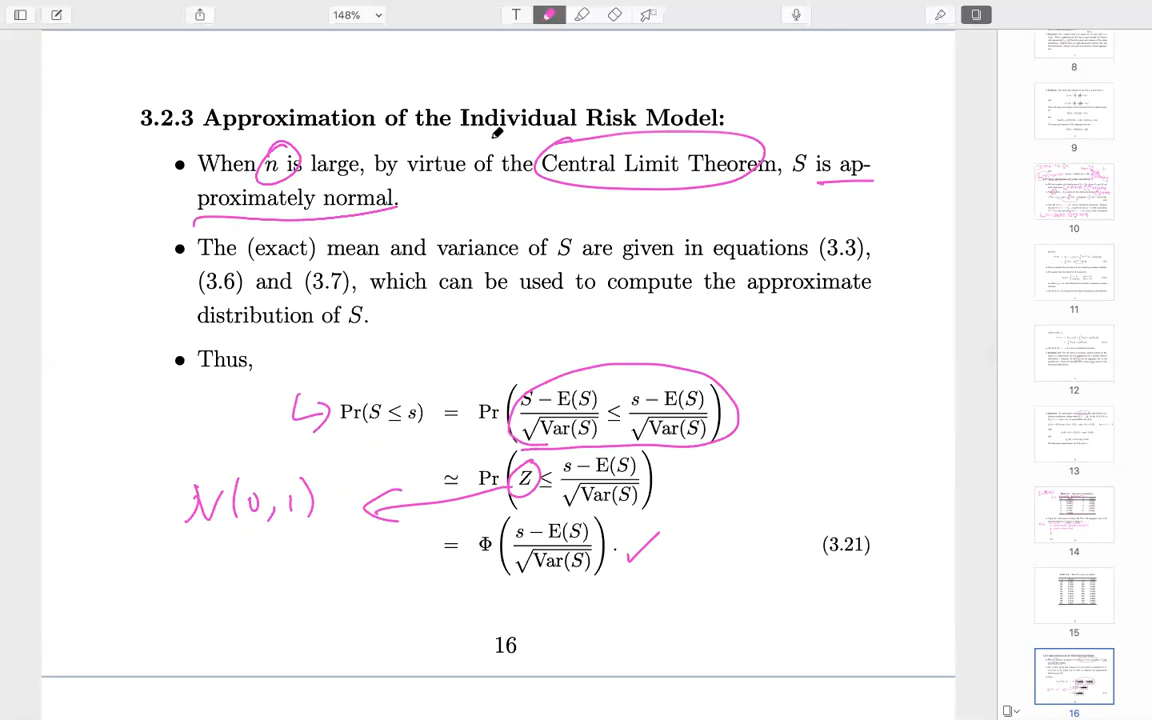 148%
T
3.2.3 Approximation of the Individual Risk Model:
• When n is large, by virtue of the Central Limit Theorem, S is ap-
proximately normal.
• The (exact) mean and variance of S are given in equations (3.3),
(3.6) and (3.7), which can be used to compute the approximate
distribution of S.
• Thus,
Pr(S ≤ s) = Pr ( (S − E(S))/√Var(S) ≤ (s − E(S))/√Var(S) )
≃ Pr ( Z ≤ (s − E(S))/√Var(S) )
N(0,1)
= Φ ( (s − E(S))/√Var(S) ) . (3.21)
16
8
9
10
11
12
13
14
15
16